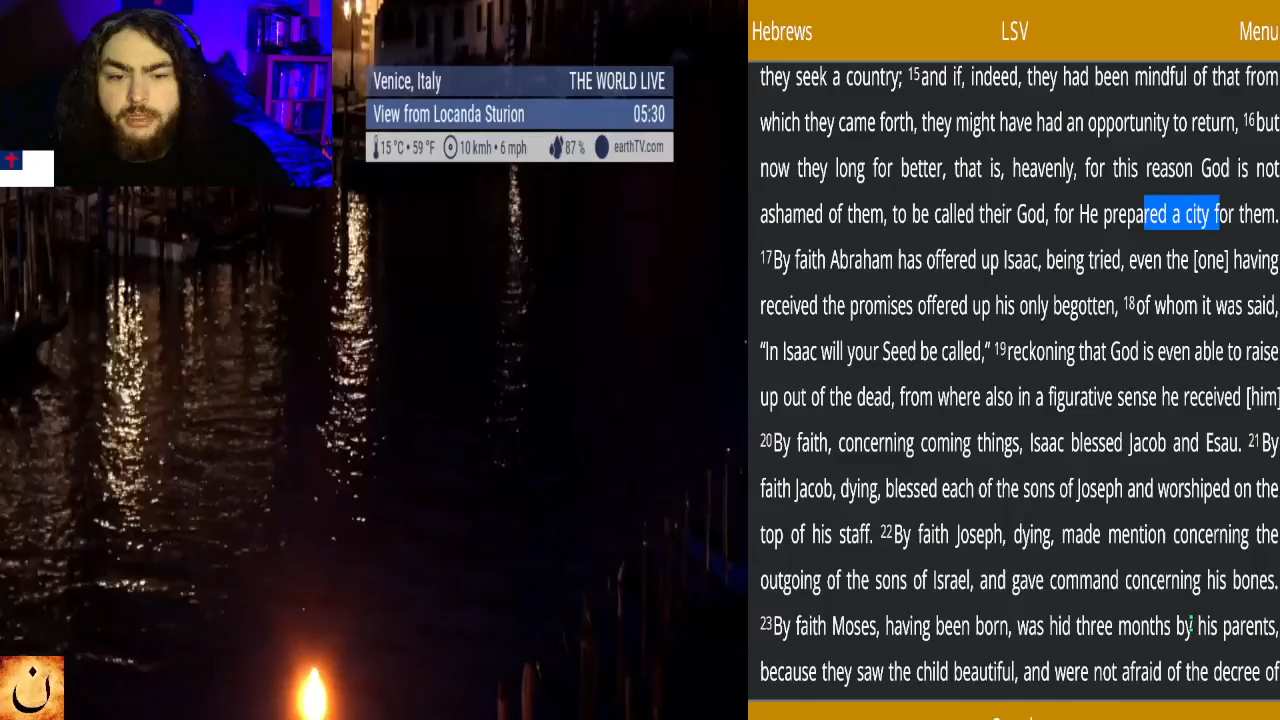 Venice, Italy THE WORLD LIVE
View from Locanda Sturion 05:30
15 °C • 59 °F 10 kmh • 6 mph 87 % earthTV.com
ن
Hebrews LSV Menu
they seek a country; 15and if, indeed, they had been mindful of that from
which they came forth, they might have had an opportunity to return, 16but
now they long for better, that is, heavenly, for this reason God is not
ashamed of them, to be called their God, for He prepared a city for them.
17By faith Abraham has offered up Isaac, being tried, even the [one] having
received the promises offered up his only begotten, 18of whom it was said,
“In Isaac will your Seed be called,” 19reckoning that God is even able to raise
up out of the dead, from where also in a figurative sense he received [him]
20By faith, concerning coming things, Isaac blessed Jacob and Esau. 21By
faith Jacob, dying, blessed each of the sons of Joseph and worshiped on the
top of his staff. 22By faith Joseph, dying, made mention concerning the
outgoing of the sons of Israel, and gave command concerning his bones.
23By faith Moses, having been born, was hid three months by his parents,
because they saw the child beautiful, and were not afraid of the decree of